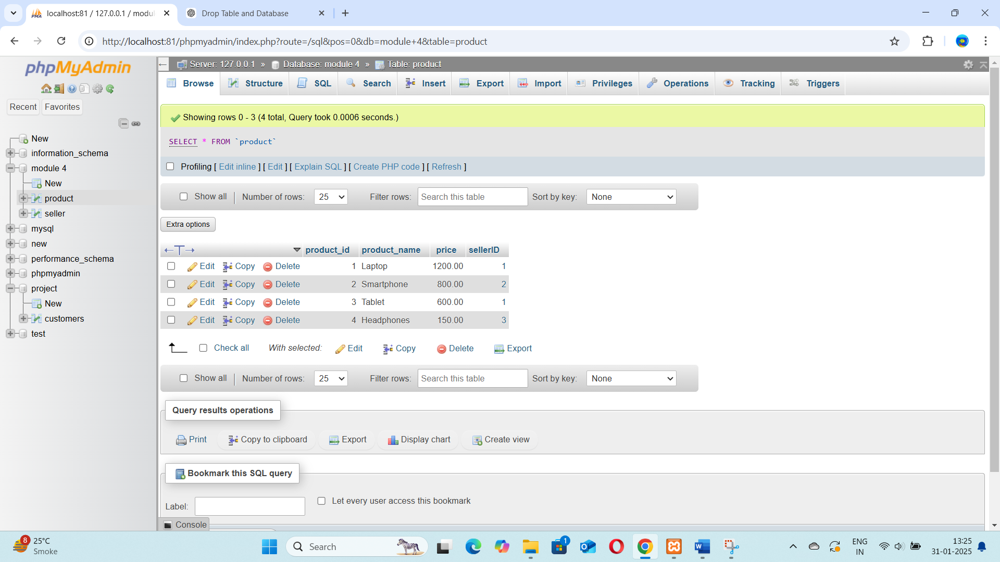 localhost:81 / 127.0.0.1 / modul
Drop Table and Database
http://localhost:81/phpmyadmin/index.php?route=/sql&pos=0&db=module+4&table=product
phpMyAdmin
Recent Favorites
New
information_schema
module 4
New
product
seller
mysql
new
performance_schema
phpmyadmin
project
New
customers
test
Server: 127.0.0.1 » Database: module 4 » Table: product
Browse Structure SQL Search Insert Export Import Privileges Operations Tracking Triggers
Showing rows 0 - 3 (4 total, Query took 0.0006 seconds.)
SELECT * FROM `product`
Profiling [ Edit inline ] [ Edit ] [ Explain SQL ] [ Create PHP code ] [ Refresh ]
Show all Number of rows: 25 Filter rows: Search this table Sort by key: None
Extra options
product_id product_name price sellerID
Edit Copy Delete 1 Laptop 1200.00 1
Edit Copy Delete 2 Smartphone 800.00 2
Edit Copy Delete 3 Tablet 600.00 1
Edit Copy Delete 4 Headphones 150.00 3
Check all With selected: Edit Copy Delete Export
Show all Number of rows: 25 Filter rows: Search this table Sort by key: None
Query results operations
Print Copy to clipboard Export Display chart Create view
Bookmark this SQL query
Label: Let every user access this bookmark
Console
8 25°C
Smoke
Search
1
ENG
IN
13:25
31-01-2025